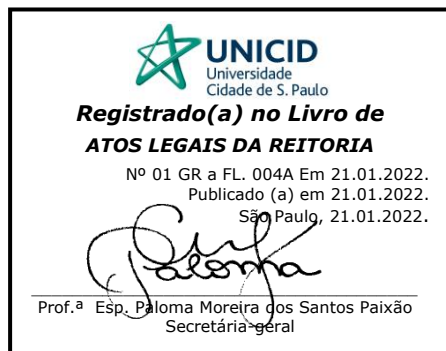 UNICID
Universidade
Cidade de S. Paulo
Registrado(a) no Livro de
ATOS LEGAIS DA REITORIA
Nº 01 GR a FL. 004A Em 21.01.2022.
Publicado (a) em 21.01.2022.
São Paulo, 21.01.2022.
Paloma
Prof.ª Esp. Paloma Moreira dos Santos Paixão
Secretária-geral